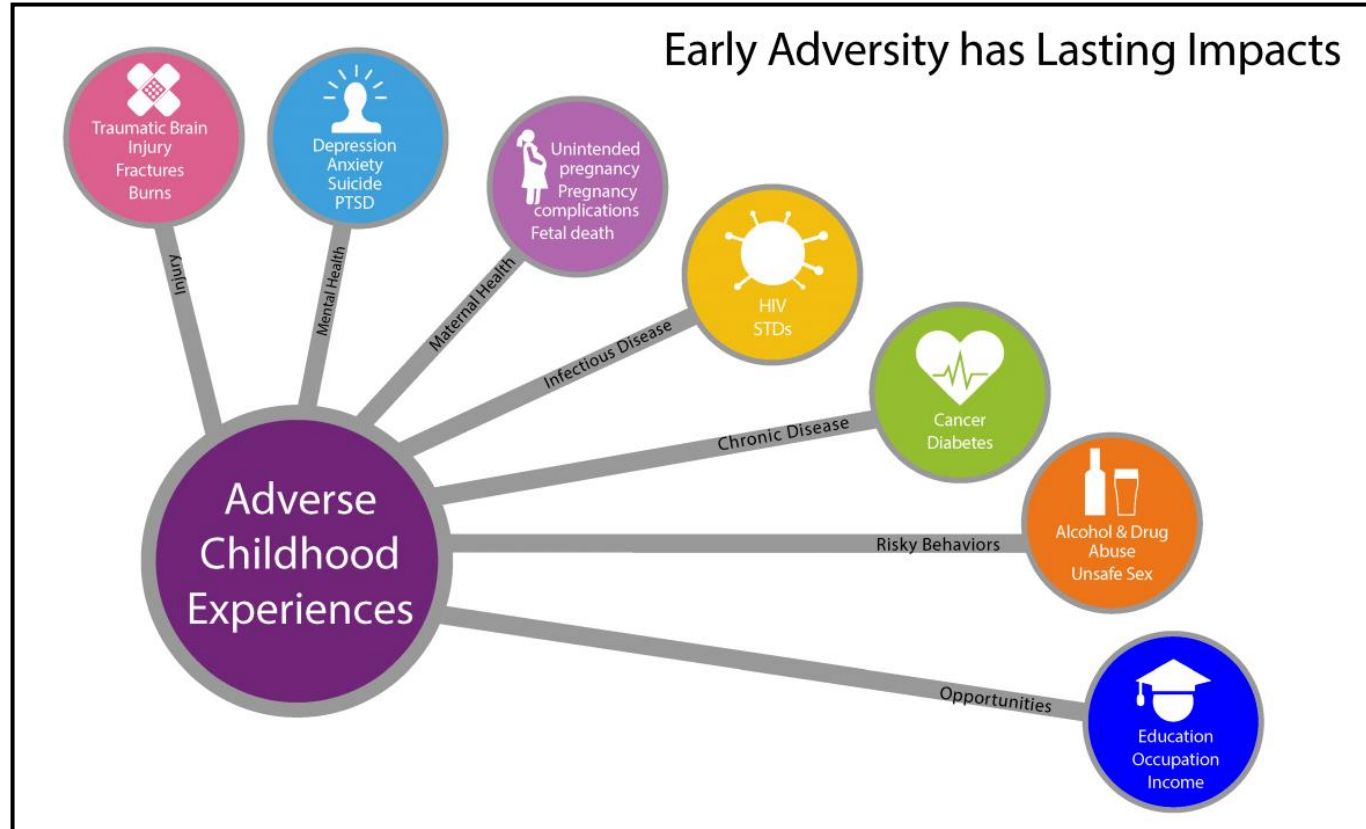 Early Adversity has Lasting Impacts
Traumatic Brain
Injury
Fractures
Burns
Depression
Anxiety
Suicide
PTSD
Unintended
pregnancy
Pregnancy
complications
Fetal death
HIV
STDs
Cancer
Diabetes
Alcohol & Drug
Abuse
Unsafe Sex
Education
Occupation
Income
Injury
Mental Health
Maternal Health
Infectious Disease
Chronic Disease
Risky Behaviors
Opportunities
Adverse
Childhood
Experiences